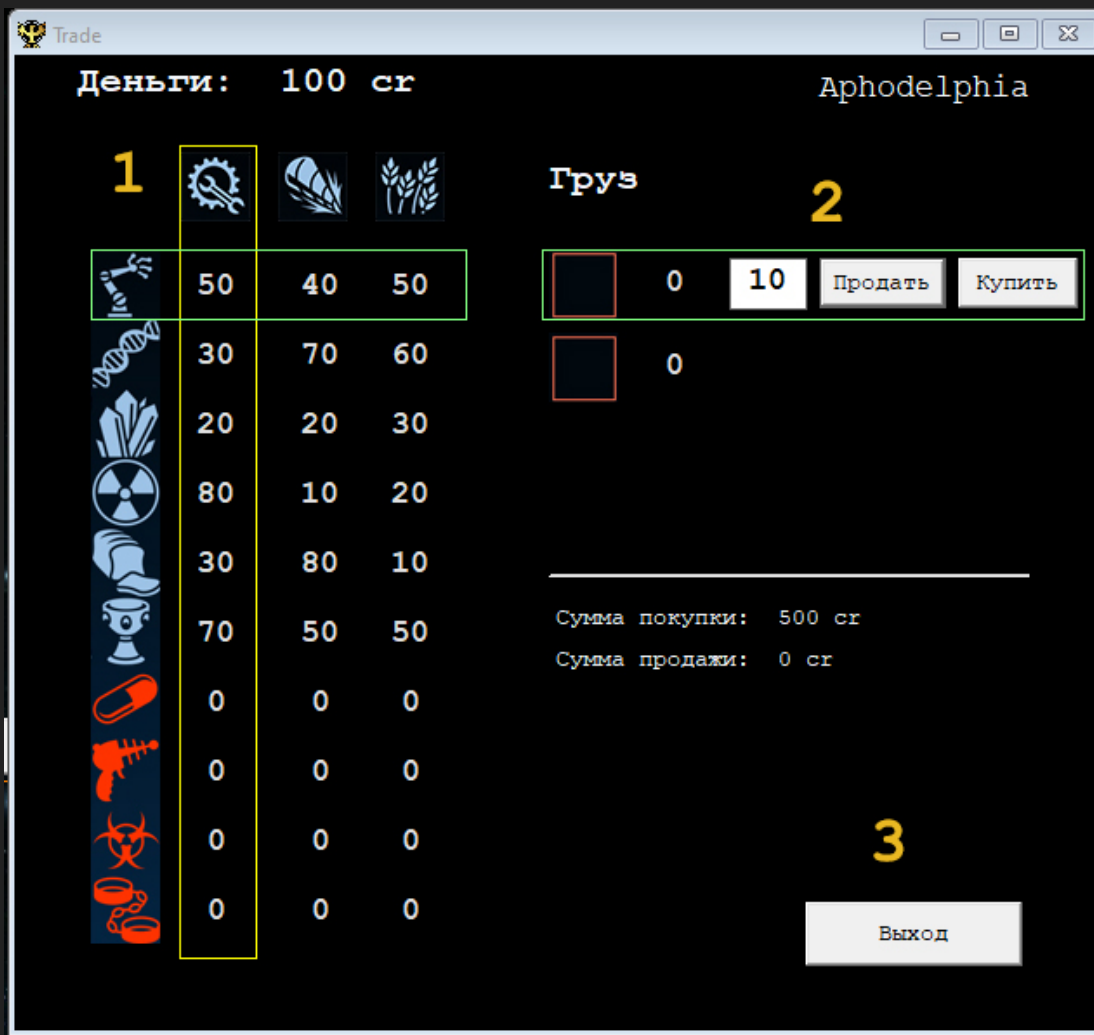 Trade
Деньги: 100 cr
Aphodelphia
1
Груз
2
50 40 50
0 10 Продать Купить
30 70 60
0
20 20 30
80 10 20
30 80 10
Сумма покупки: 500 cr
70 50 50
Сумма продажи: 0 cr
0 0 0
0 0 0
0 0 0
3
0 0 0
Выход